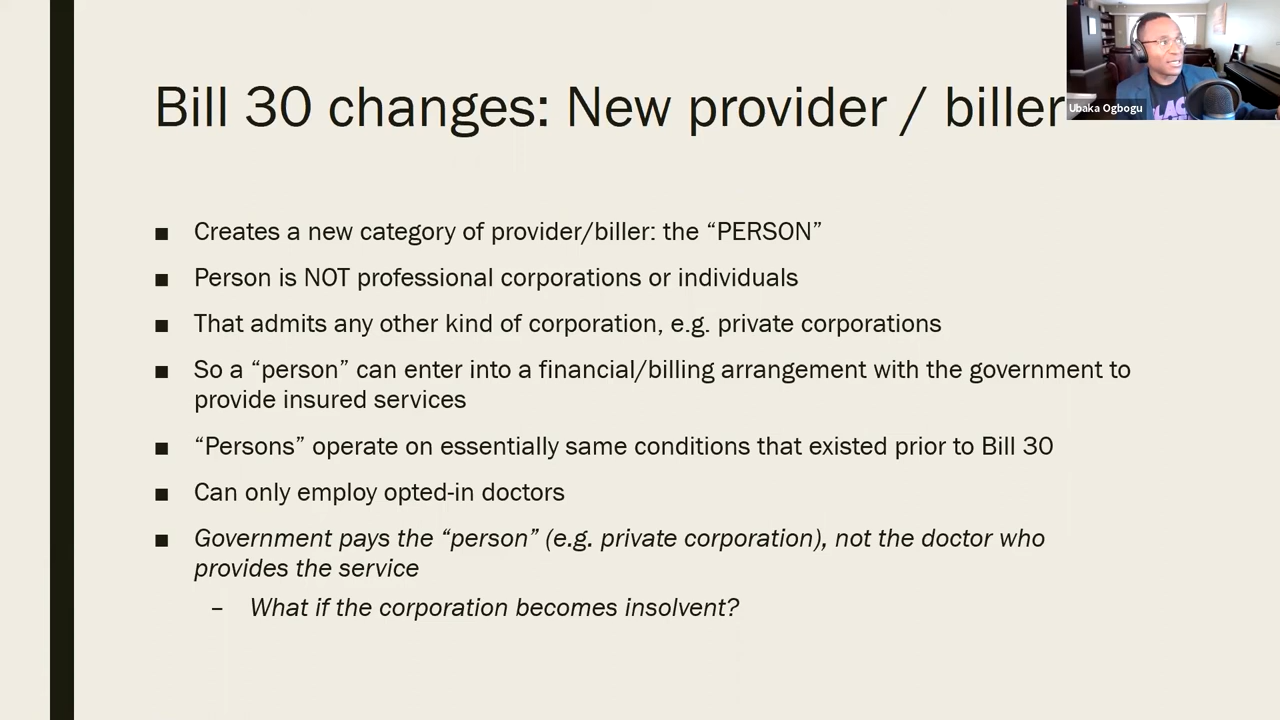 Bill 30 changes: New provider / biller
Ubaka Ogbogu
■ Creates a new category of provider/biller: the “PERSON”
■ Person is NOT professional corporations or individuals
■ That admits any other kind of corporation, e.g. private corporations
■ So a “person” can enter into a financial/billing arrangement with the government to
provide insured services
■ “Persons” operate on essentially same conditions that existed prior to Bill 30
■ Can only employ opted-in doctors
■ Government pays the “person” (e.g. private corporation), not the doctor who
provides the service
– What if the corporation becomes insolvent?